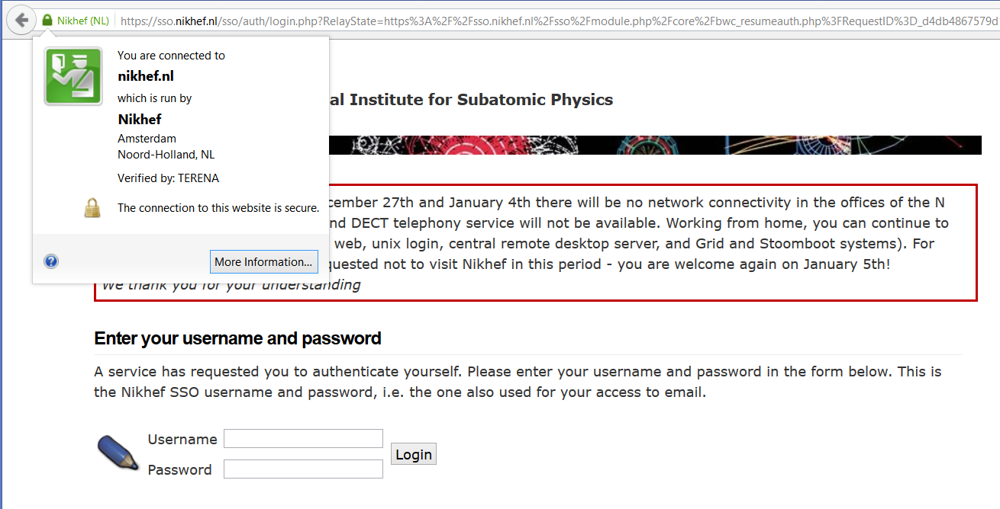 Nikhef (NL)
https://sso.nikhef.nl/sso/auth/login.php?RelayState=https%3A%2F%2Fsso.nikhef.nl%2Fsso%2Fmodule.php%2Fcore%2Fbwc_resumeauth.php%3FRequestID%3D_d4db4867579d
You are connected to
nikhef.nl
which is run by
Nikhef
Amsterdam
Noord-Holland, NL
Verified by: TERENA
The connection to this website is secure.
More Information...
al Institute for Subatomic Physics
cember 27th and January 4th there will be no network connectivity in the offices of the N
nd DECT telephony service will not be available. Working from home, you can continue to
web, unix login, central remote desktop server, and Grid and Stoomboot systems). For
quested not to visit Nikhef in this period - you are welcome again on January 5th!
We thank you for your understanding
Enter your username and password
A service has requested you to authenticate yourself. Please enter your username and password in the form below. This is
the Nikhef SSO username and password, i.e. the one also used for your access to email.
Username
Login
Password